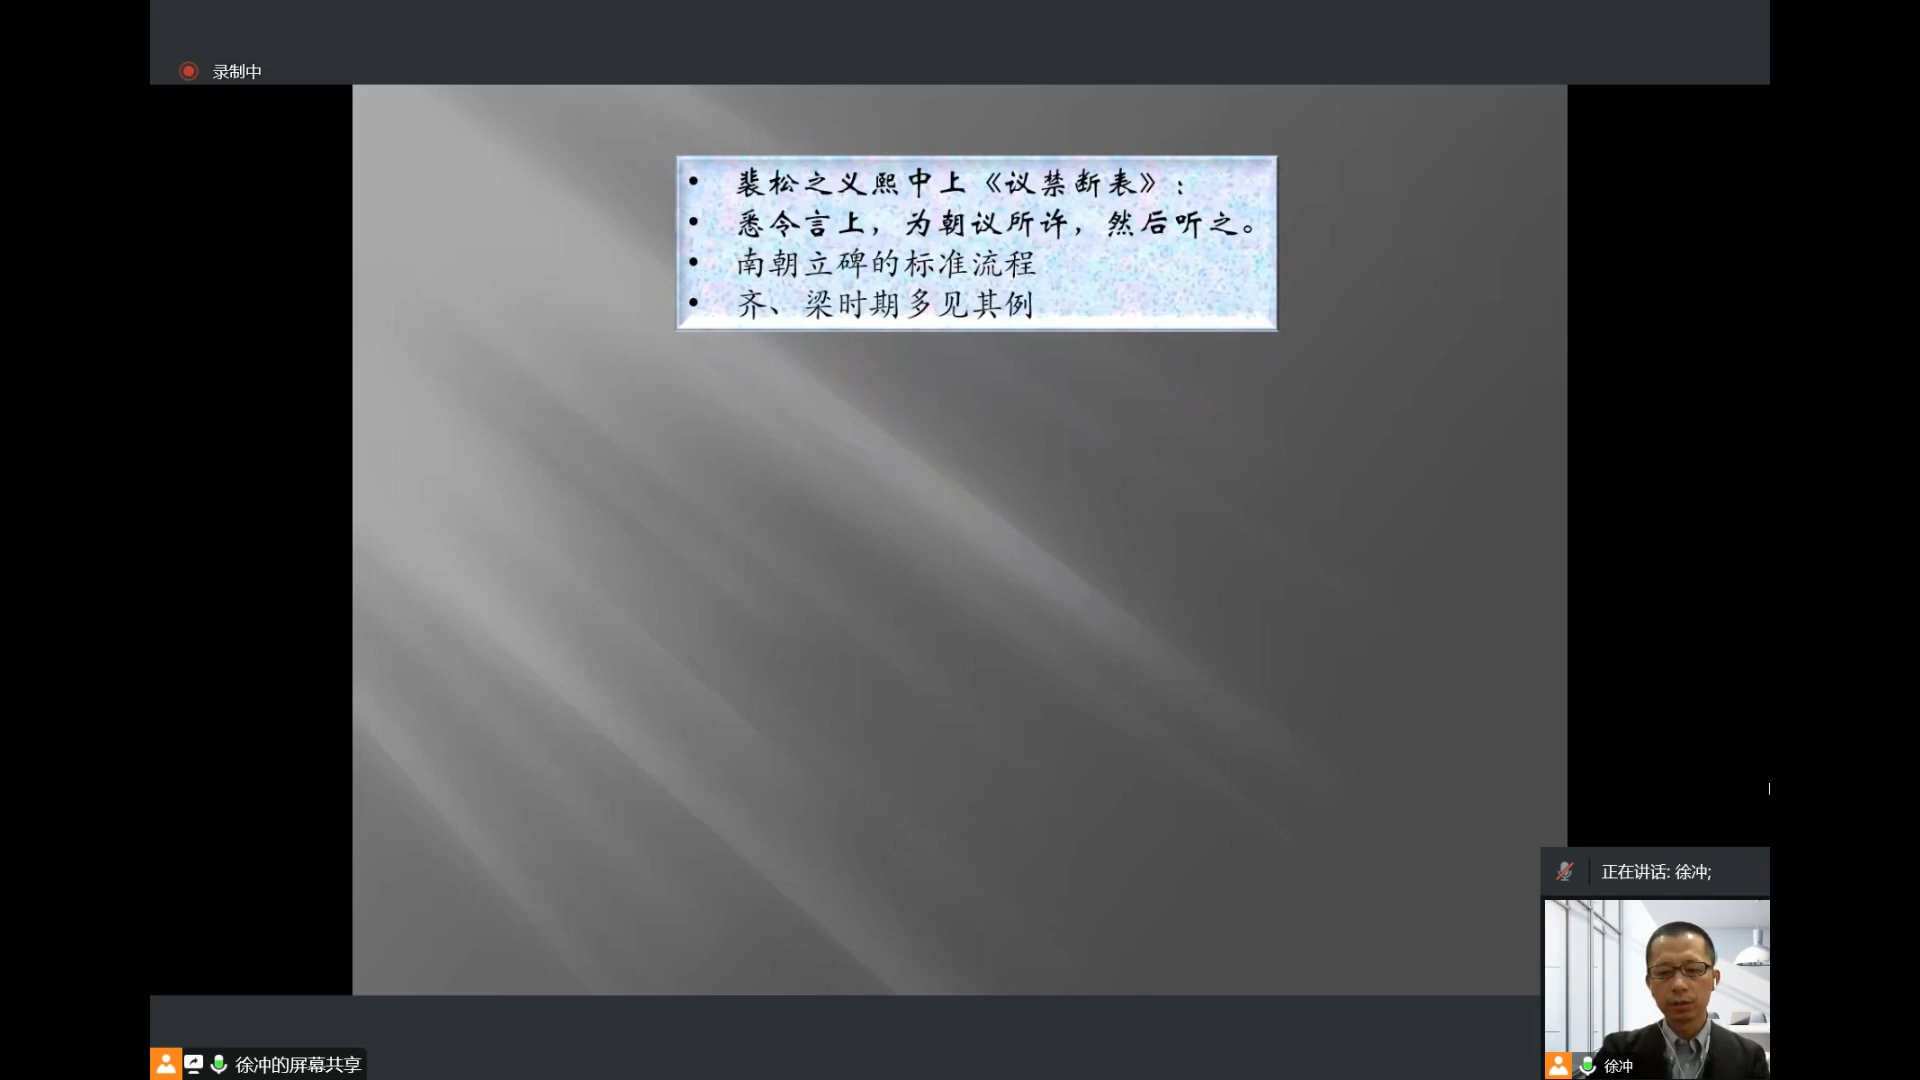 录制中
• 裴松之义熙中上《议禁断表》：
• 悉令言上，为朝议所许，然后听之。
• 南朝立碑的标准流程
• 齐、梁时期多见其例
正在讲话: 徐冲;
徐冲
徐冲的屏幕共享